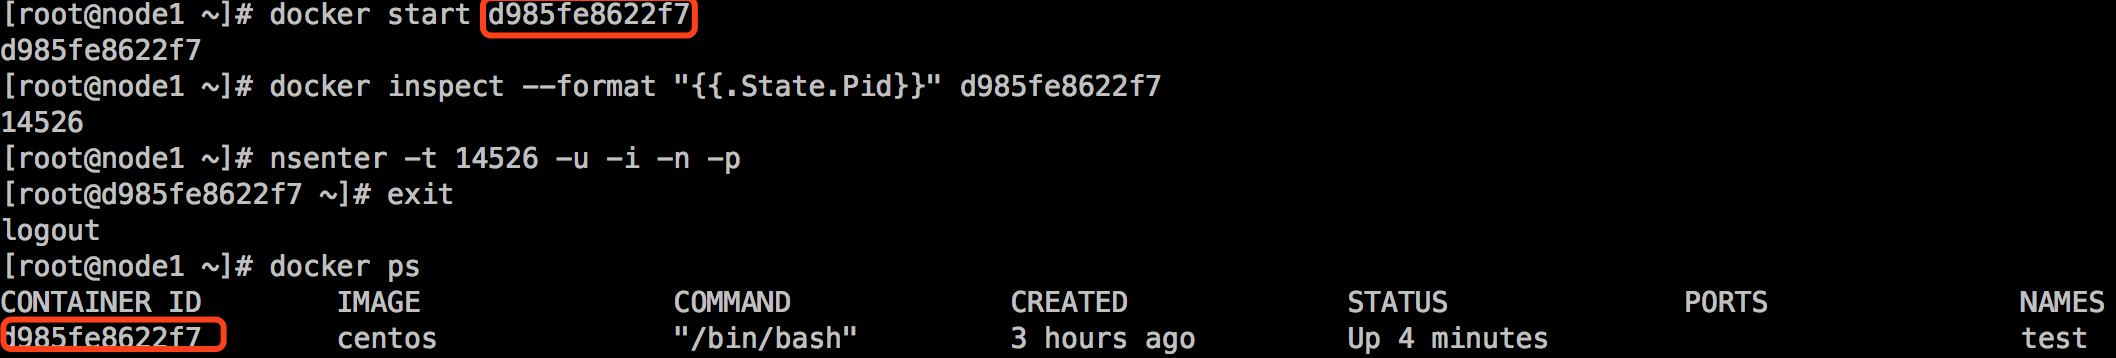 [root@node1 ~]# docker start d985fe8622f7
d985fe8622f7
[root@node1 ~]# docker inspect --format "{{.State.Pid}}" d985fe8622f7
14526
[root@node1 ~]# nsenter -t 14526 -u -i -n -p
[root@d985fe8622f7 ~]# exit
logout
[root@node1 ~]# docker ps
CONTAINER ID IMAGE COMMAND CREATED STATUS PORTS NAMES
d985fe8622f7 centos "/bin/bash" 3 hours ago Up 4 minutes test